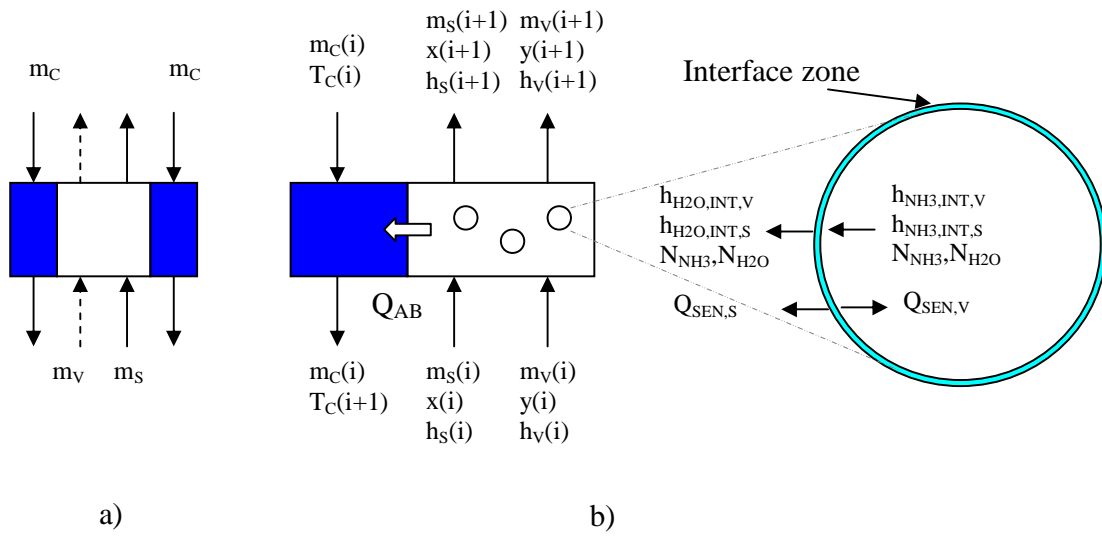 m_C
m_C
m_V
m_S
a)
m_C(i)
T_C(i)
m_S(i+1)
x(i+1)
h_S(i+1)
m_V(i+1)
y(i+1)
h_V(i+1)
Q_AB
m_C(i)
T_C(i+1)
m_S(i)
x(i)
h_S(i)
m_V(i)
y(i)
h_V(i)
Interface zone
h_H2O,INT,V
h_H2O,INT,S
N_NH3,N_H2O
Q_SEN,S
h_NH3,INT,V
h_NH3,INT,S
N_NH3,N_H2O
Q_SEN,V
b)